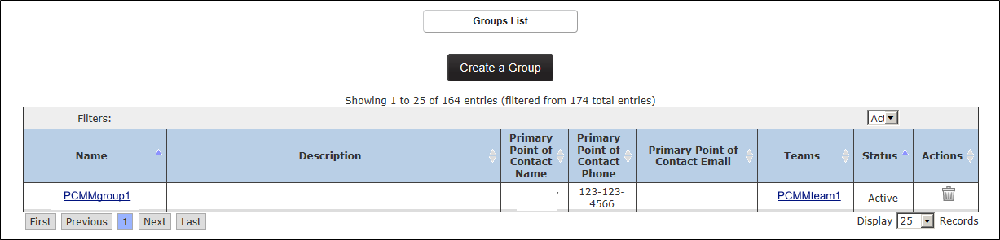 Groups List
Create a Group
Showing 1 to 25 of 164 entries (filtered from 174 total entries)
Filters: Act
Name Description Primary Point of Contact Name Primary Point of Contact Phone Primary Point of Contact Email Teams Status Actions
PCMMgroup1 123-123-4566 PCMMteam1 Active
First Previous 1 Next Last Display 25 Records